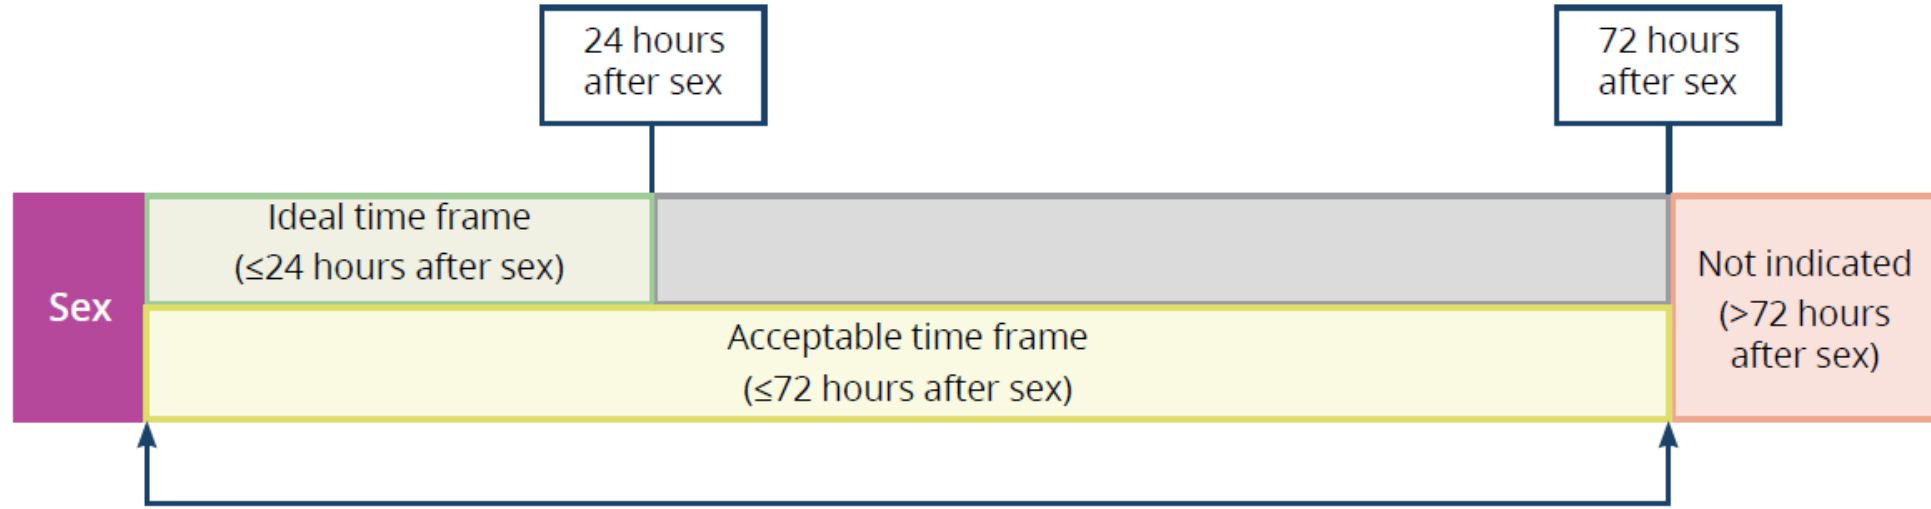 24 hours
after sex
72 hours
after sex
Sex
Ideal time frame
(≤24 hours after sex)
Acceptable time frame
(≤72 hours after sex)
Not indicated
(>72 hours
after sex)